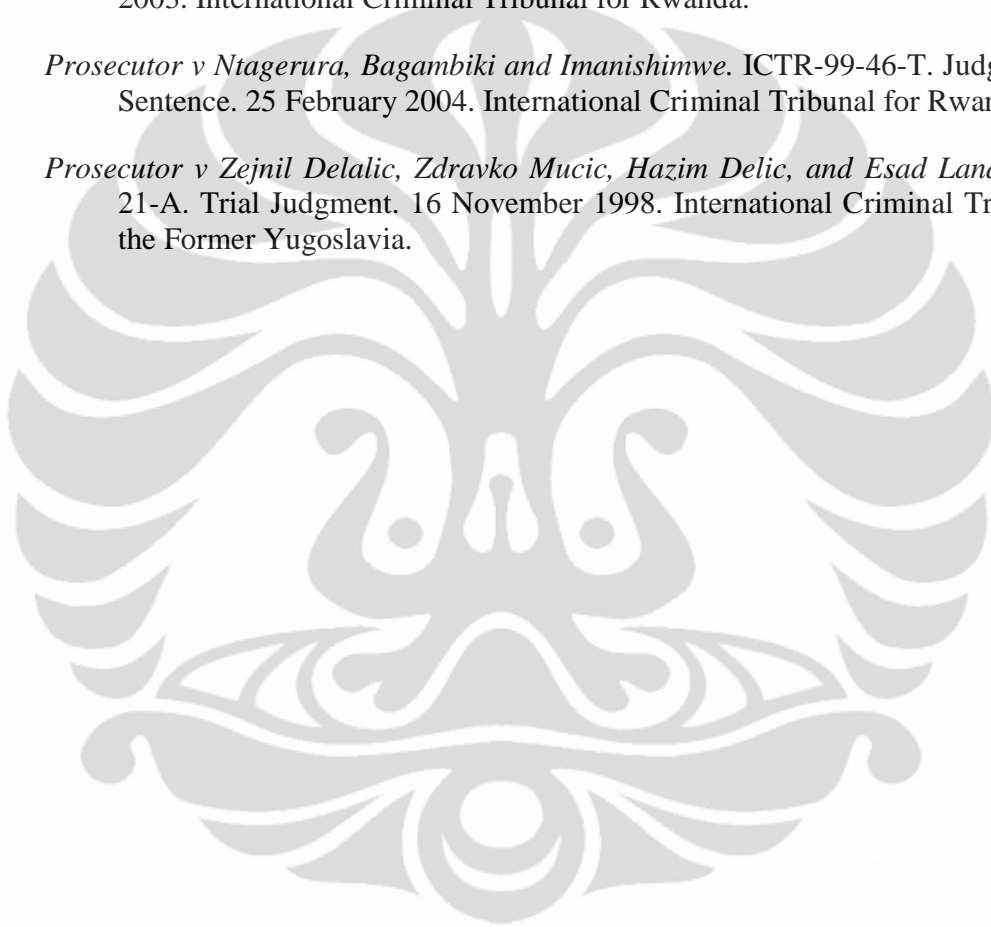 2003. International Criminal Tribunal for Rwanda.
Prosecutor v Ntagerura, Bagambiki and Imanishimwe. ICTR-99-46-T. Judg
Sentence. 25 February 2004. International Criminal Tribunal for Rwan
Prosecutor v Zejnil Delalic, Zdravko Mucic, Hazim Delic, and Esad Land
21-A. Trial Judgment. 16 November 1998. International Criminal Tr
the Former Yugoslavia.